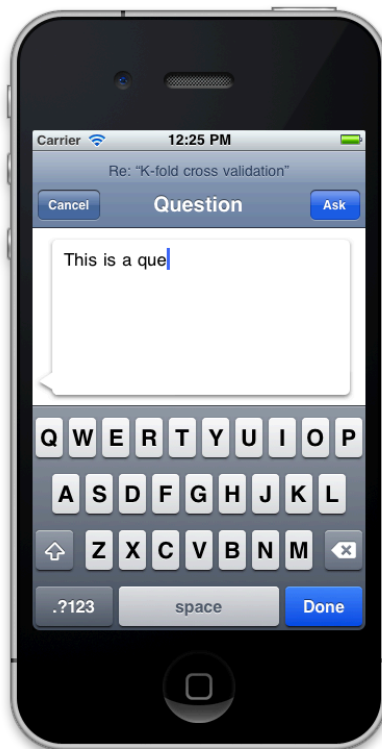 Carrier 12:25 PM
Re: “K-fold cross validation”
Cancel Question Ask
This is a que
Q W E R T Y U I O P
A S D F G H J K L
Z X C V B N M
.?123 space Done